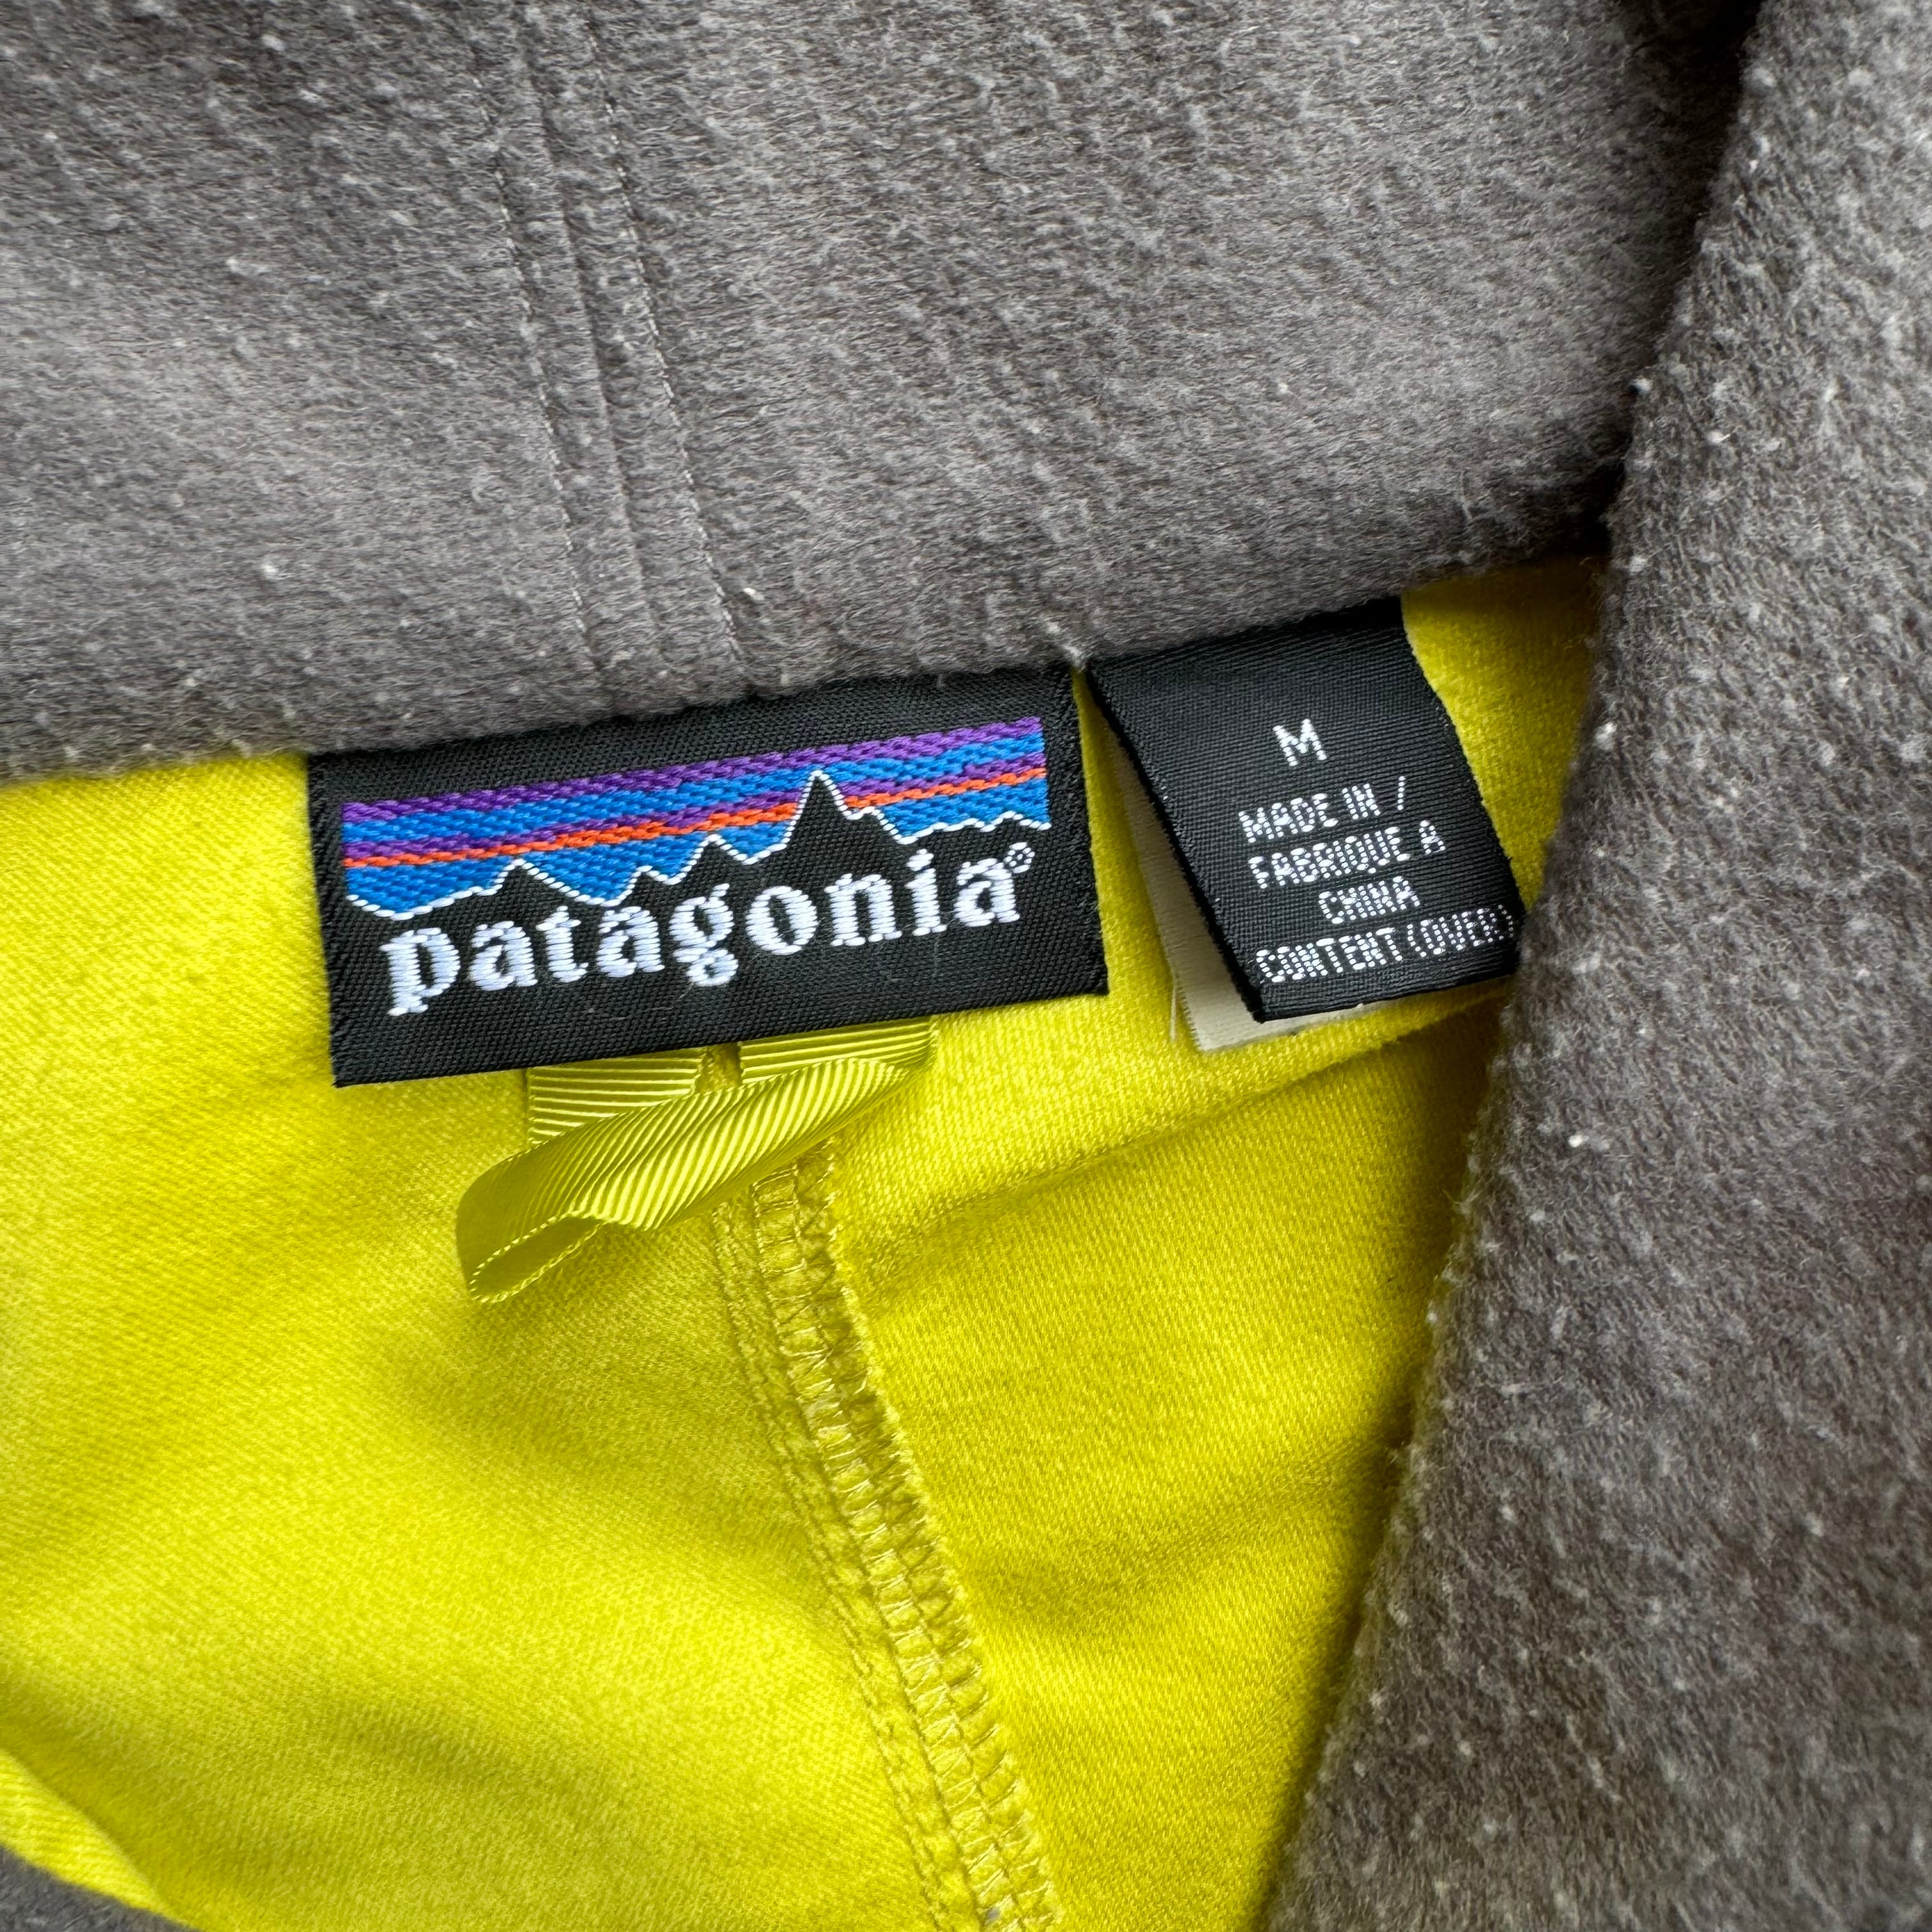 patagonia®
M
MADE IN /
FABRIQUE A
CHINA
CONTENT (OVER)